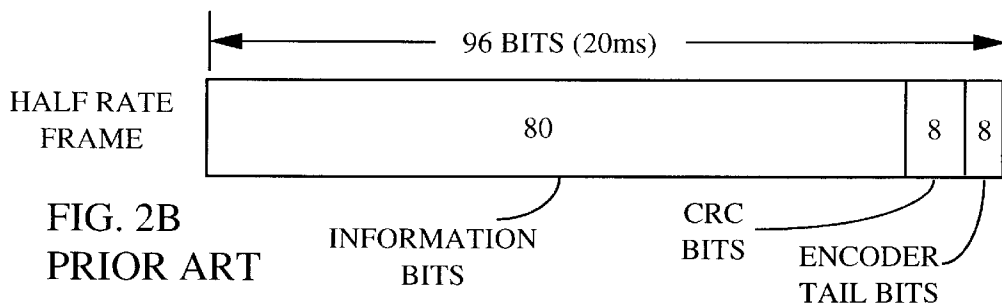 96 BITS (20ms)
HALF RATE
FRAME
80
8
8
FIG. 2B
PRIOR ART
INFORMATION
BITS
CRC
BITS
ENCODER
TAIL BITS